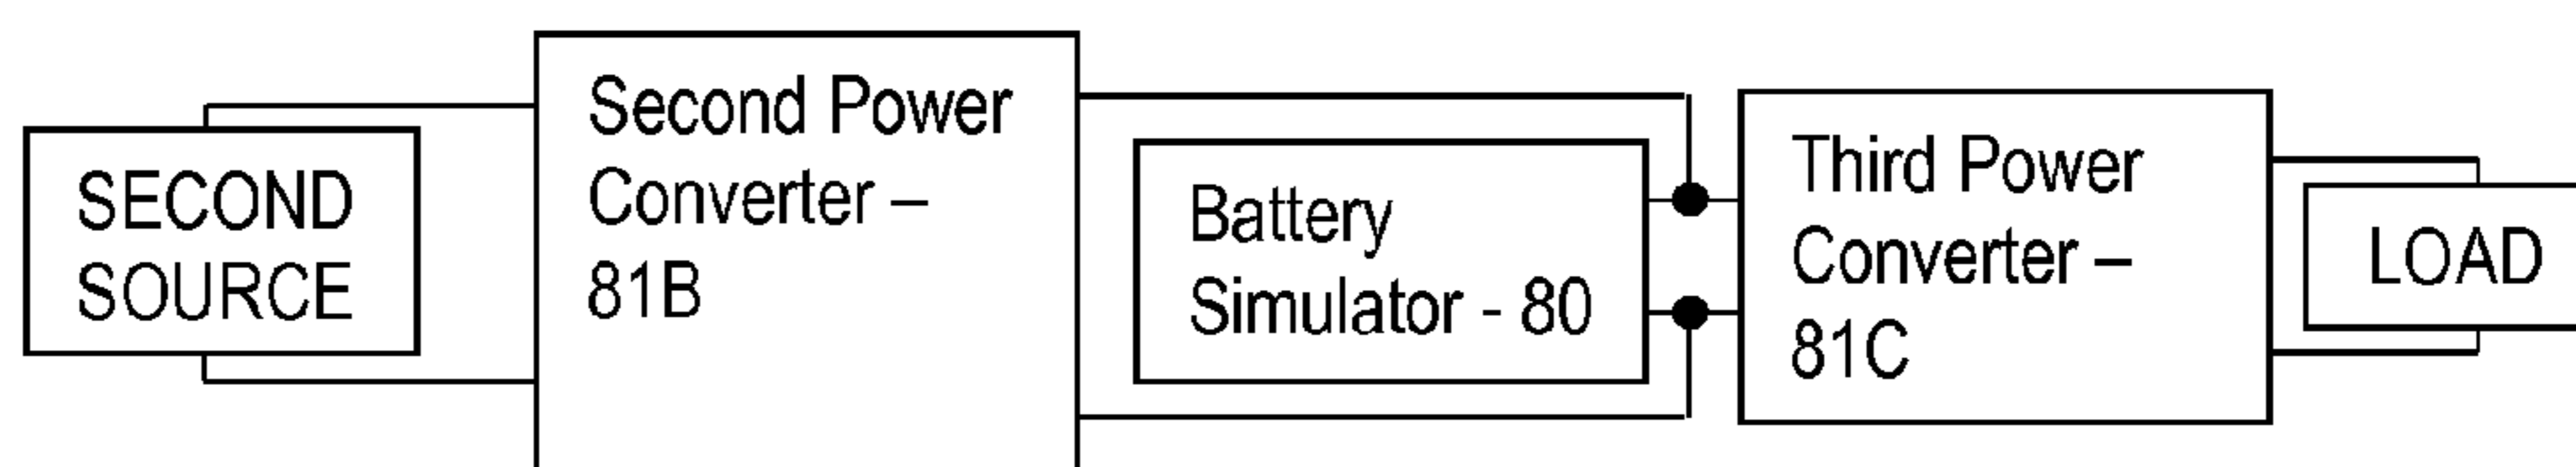 SECOND
SOURCE
Second Power
Converter –
81B
Battery
Simulator - 80
Third Power
Converter –
81C
LOAD